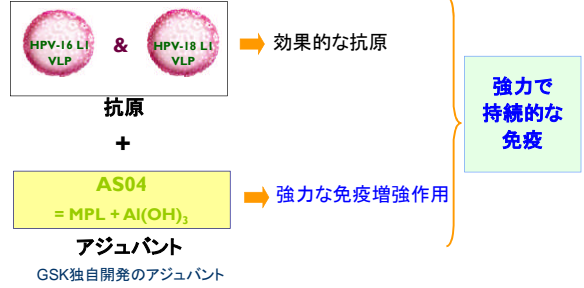 HPV-16 L1
VLP
&
HPV-18 L1
VLP
効果的な抗原
抗原
+
AS04
= MPL + Al(OH)₃
強力な免疫増強作用
アジュバント
GSK独自開発のアジュバント
強力で
持続的な
免疫